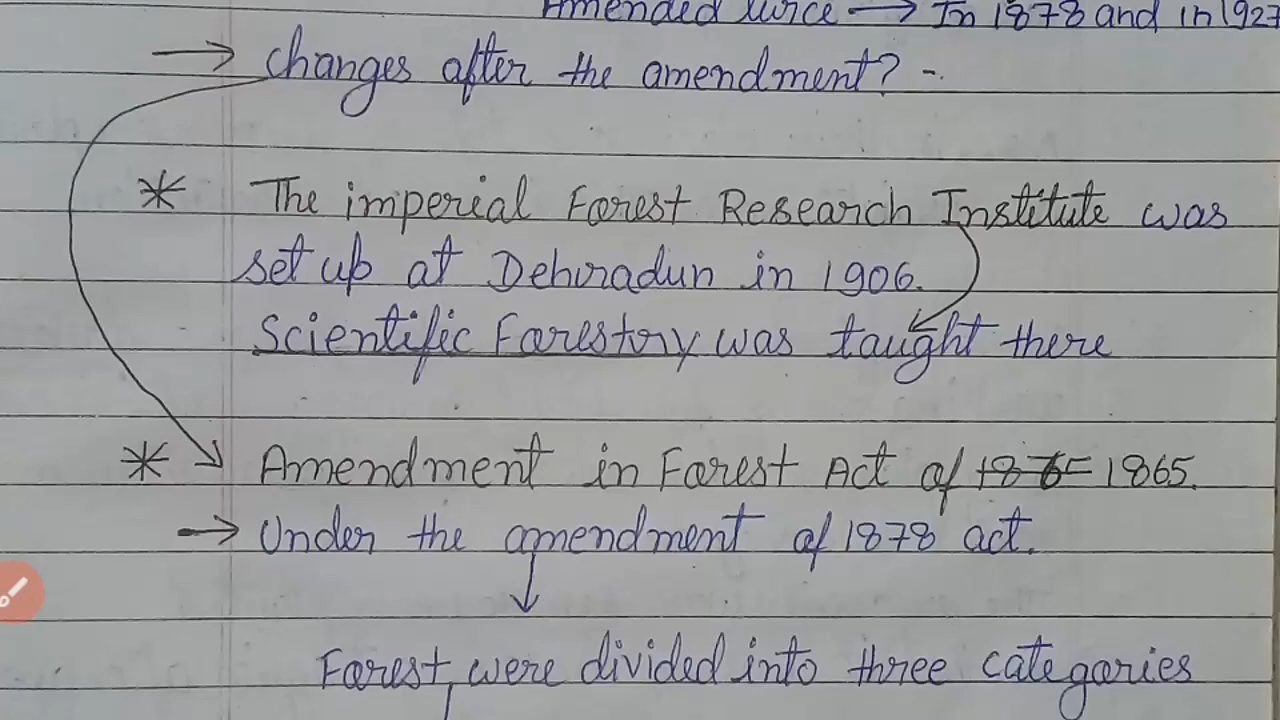 Amended twice → In 1878 and in 1927
→ Changes after the amendment? -.
* The imperial Forest Research Institute was
set up at Dehradun in 1906.
Scientific Forestory was taught there
* Amendment in Forest Act of 1865.
→ Under the amendment of 1878 act.
Forest were divided into three categories